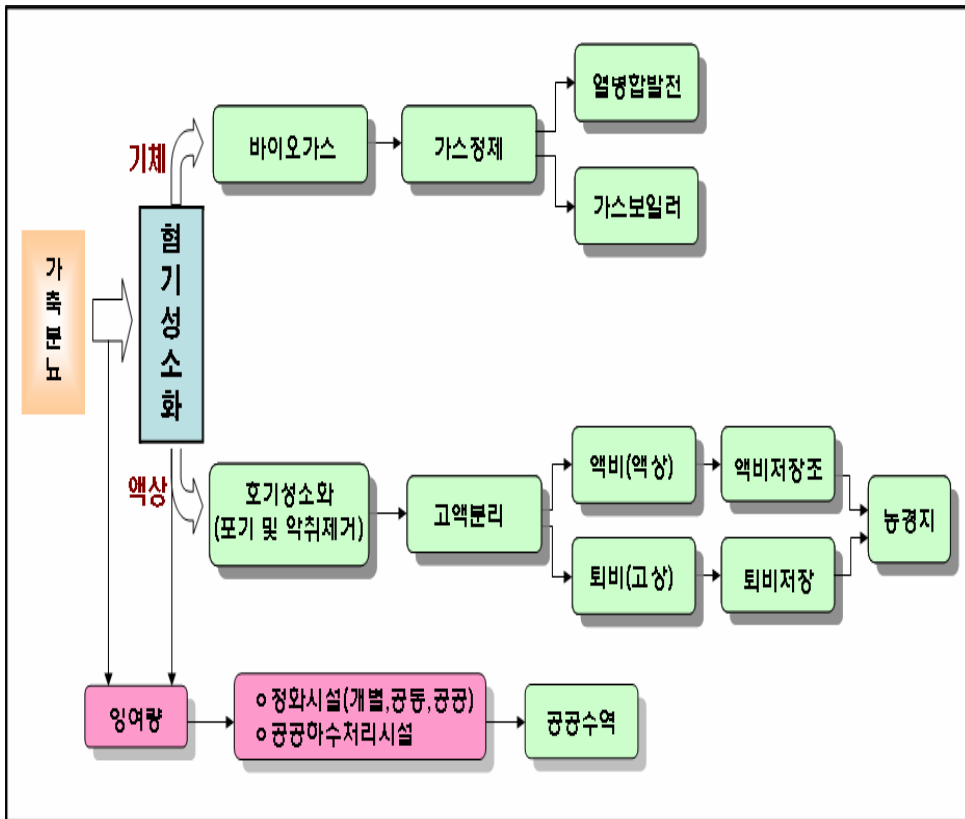 가축분뇨
혐기성소화
기체
바이오가스
가스정제
열병합발전
가스보일러
액상
호기성소화
(포기 및 악취제거)
고액분리
액비(액상)
액비저장조
퇴비(고상)
퇴비저장
농경지
잉여량
ㅇ정화시설(개별,공동,공공)
ㅇ공공하수처리시설
공공수역